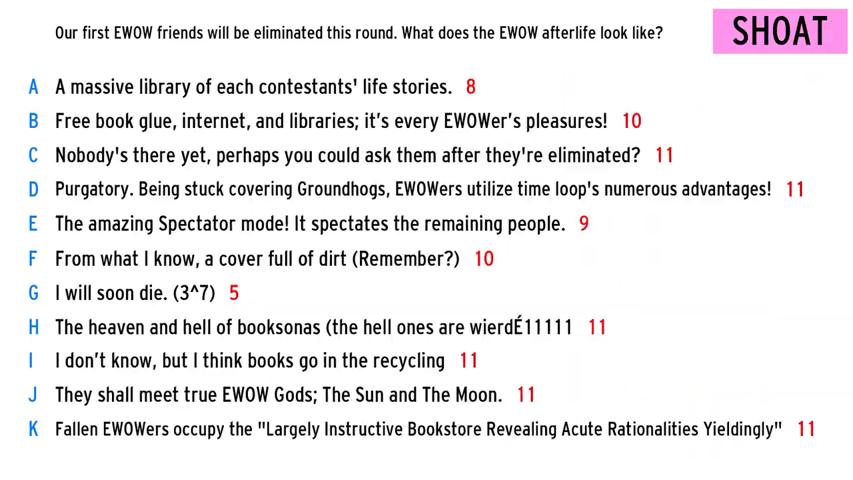 Our first EWOW friends will be eliminated this round. What does the EWOW afterlife look like?
SHOAT
A A massive library of each contestants' life stories. 8
B Free book glue, internet, and libraries; it’s every EWOWer’s pleasures! 10
C Nobody's there yet, perhaps you could ask them after they're eliminated? 11
D Purgatory. Being stuck covering Groundhogs, EWOWers utilize time loop's numerous advantages! 11
E The amazing Spectator mode! It spectates the remaining people. 9
F From what I know, a cover full of dirt (Remember?) 10
G I will soon die. (3^7) 5
H The heaven and hell of booksonas (the hell ones are wierdÉ11111 11
I I don’t know, but I think books go in the recycling 11
J They shall meet true EWOW Gods; The Sun and The Moon. 11
K Fallen EWOWers occupy the "Largely Instructive Bookstore Revealing Acute Rationalities Yieldingly" 11